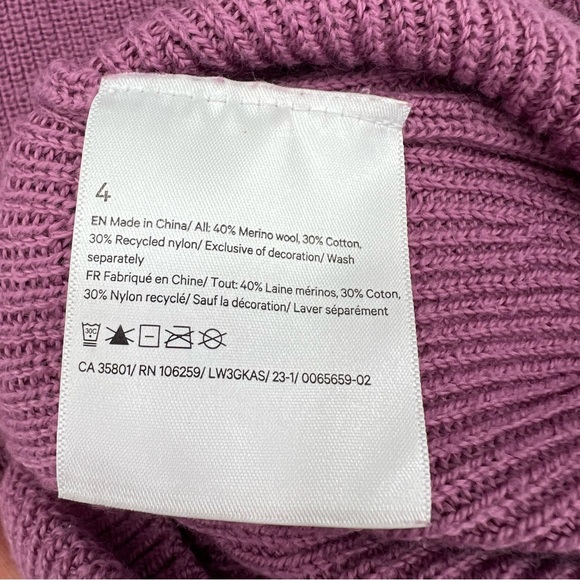 4
EN Made in China/ All: 40% Merino wool, 30% Cotton,
30% Recycled nylon/ Exclusive of decoration/ Wash
separately
FR Fabriqué en Chine/ Tout: 40% Laine mérinos, 30% Coton,
30% Nylon recyclé/ Sauf la décoration/ Laver séparément
30C
CA 35801/ RN 106259/ LW3GKAS/ 23-1/ 0065659-02